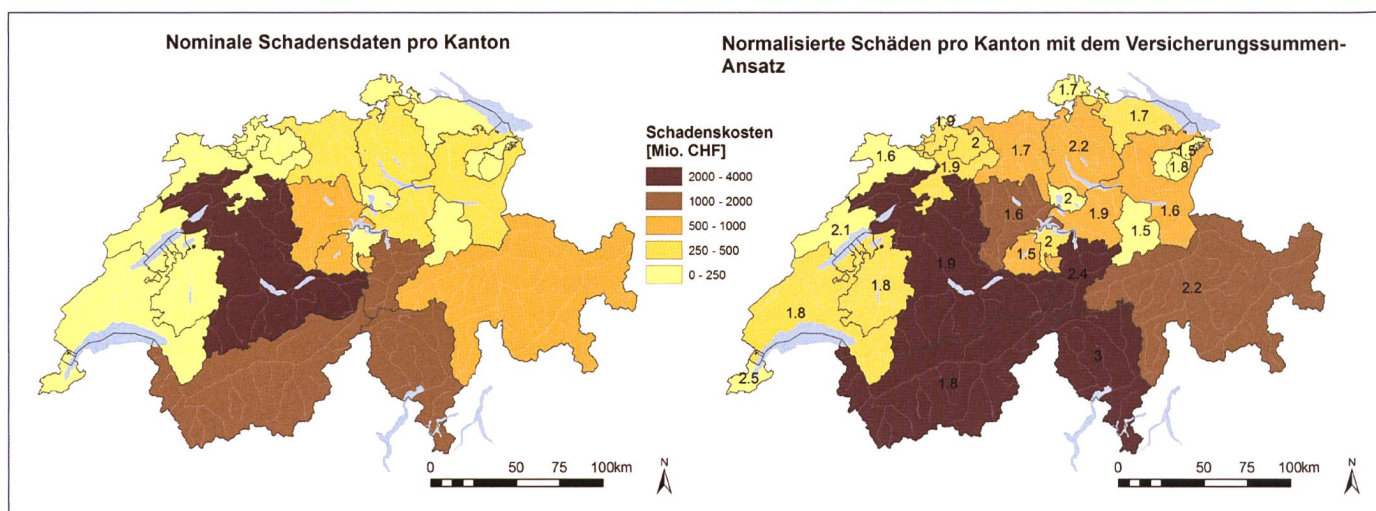 Nominale Schadensdaten pro Kanton
Schadenskosten
[Mio. CHF]
2000 - 4000
1000 - 2000
500 - 1000
250 - 500
0 - 250
0 50 75 100km
N
Normalisierte Schäden pro Kanton mit dem Versicherungssummen-
Ansatz
1.7
1.9
1.7
2
2.2
1.6
1.7
1.5
1.9
1.8
2
1.6
1.9
1.6
2.1
1.5
2
1.5
1.9
2.4
1.8
2.2
1.8
3
2.5
1.8
0 50 75 100km
N